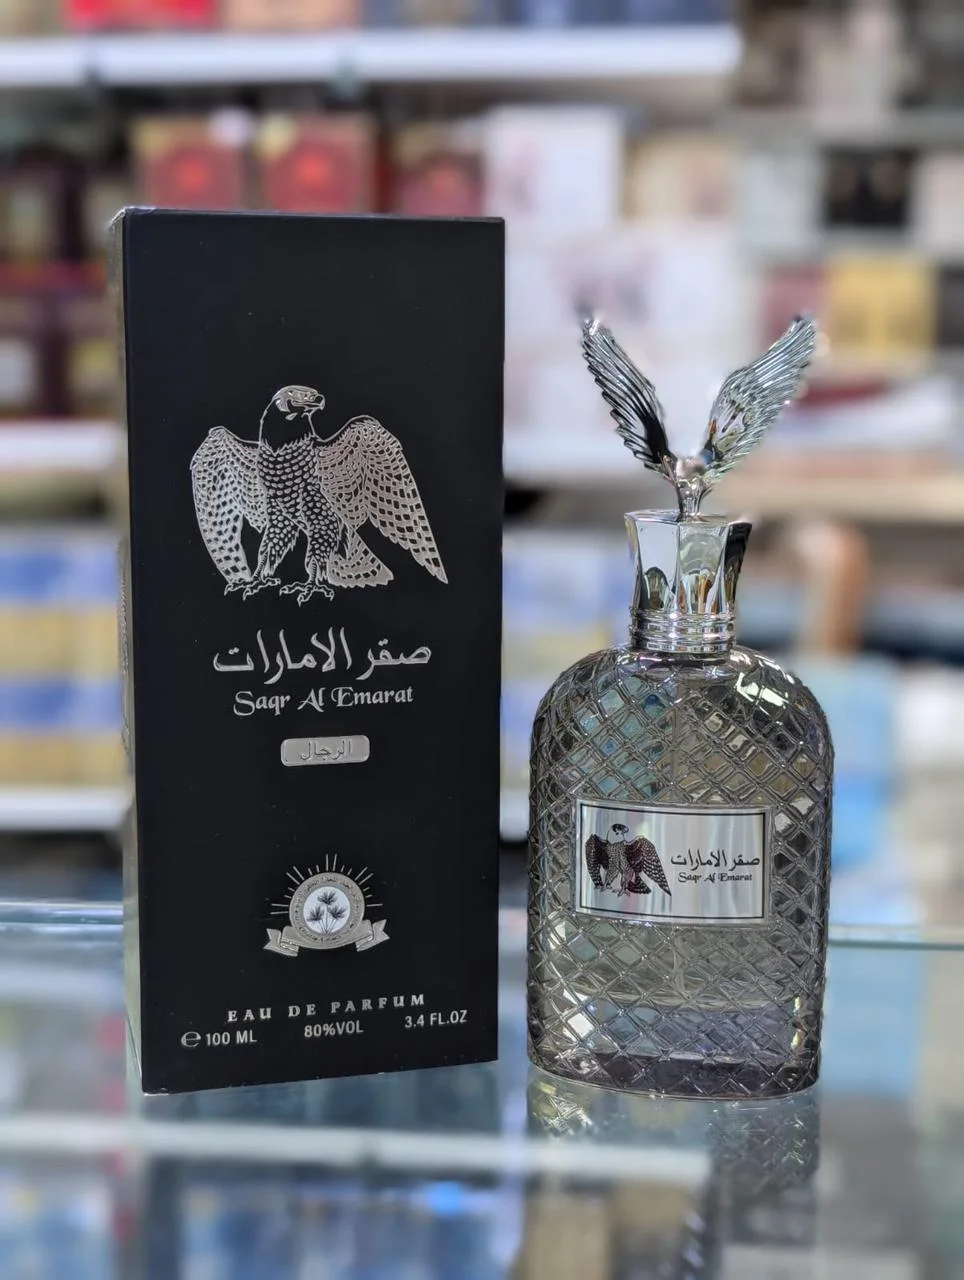 صقر الامارات
Saqr Al Emarat
الرجال
EAU DE PARFUM
℮ 100 ML 80%VOL 3.4 FL.OZ
صقر الامارات
Saqr Al Emarat